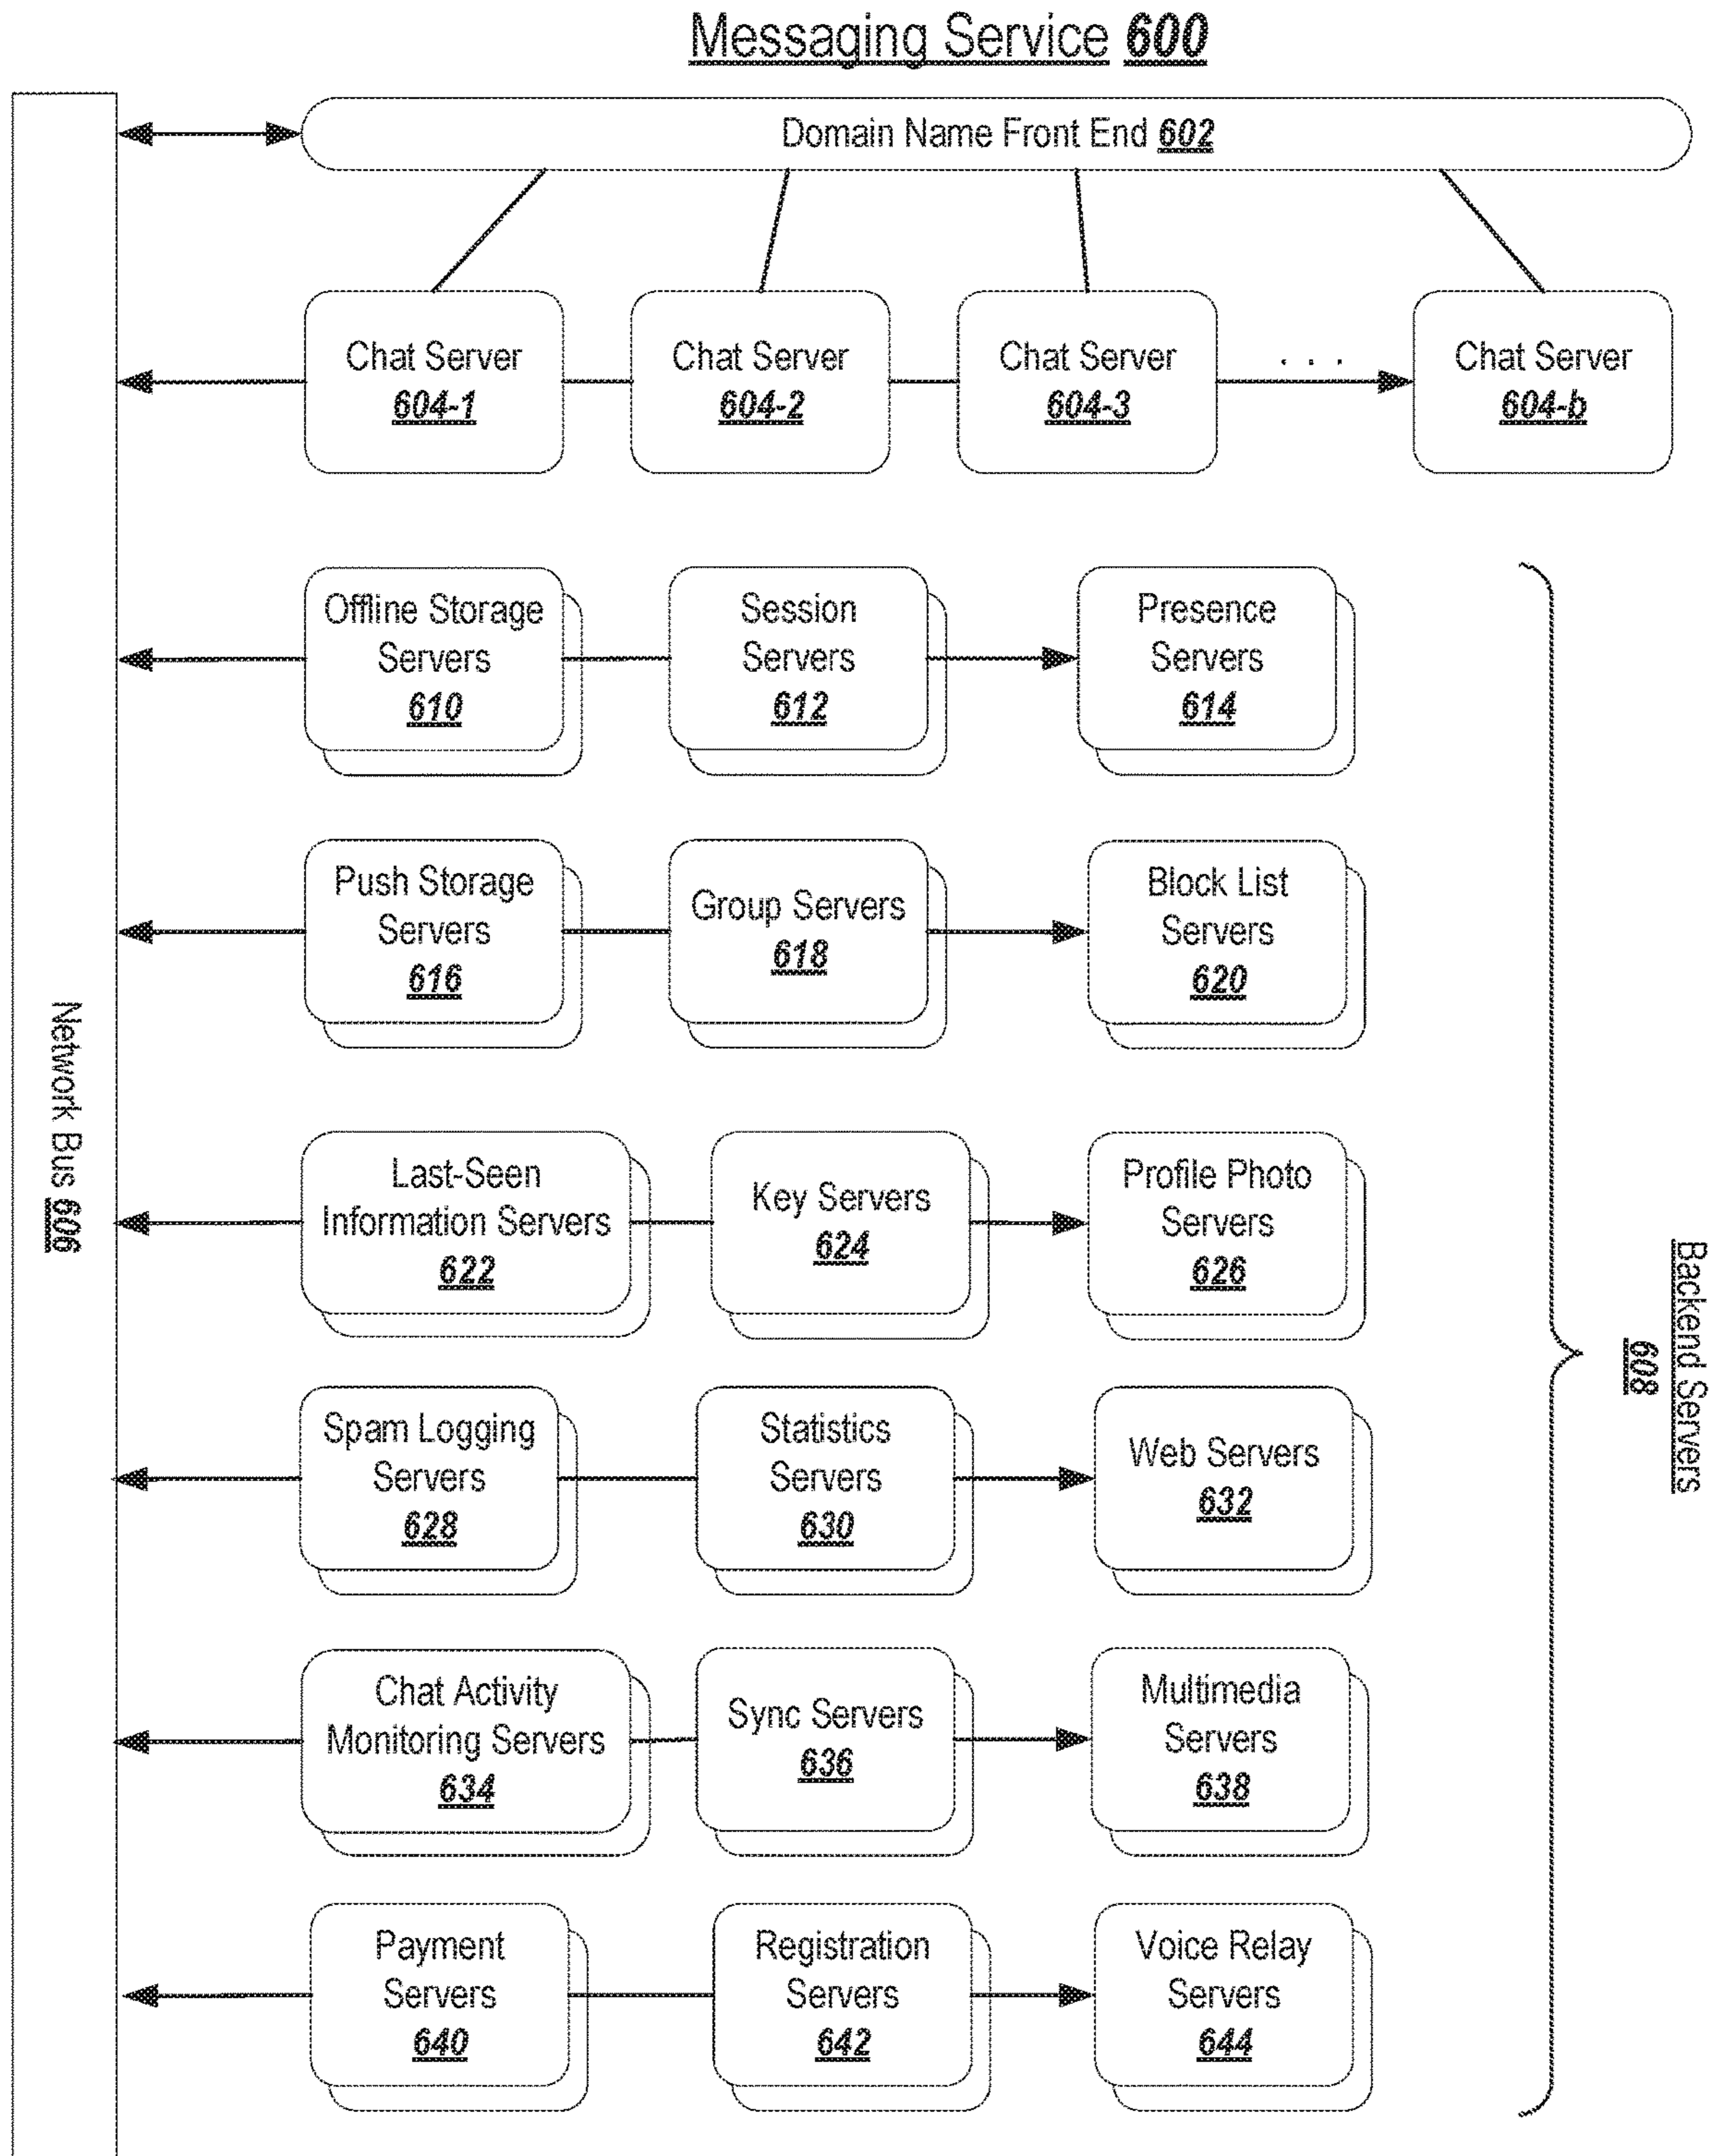 Messaging Service 600
Domain Name Front End 602
Chat Server
604-1
Chat Server
604-2
Chat Server
604-3
. . .
Chat Server
604-b
Offline Storage
Servers
610
Session
Servers
612
Presence
Servers
614
Push Storage
Servers
616
Group Servers
618
Block List
Servers
620
Last-Seen
Information Servers
622
Key Servers
624
Profile Photo
Servers
626
Spam Logging
Servers
628
Statistics
Servers
630
Web Servers
632
Chat Activity
Monitoring Servers
634
Sync Servers
636
Multimedia
Servers
638
Payment
Servers
640
Registration
Servers
642
Voice Relay
Servers
644
Network Bus 606
Backend Servers
608